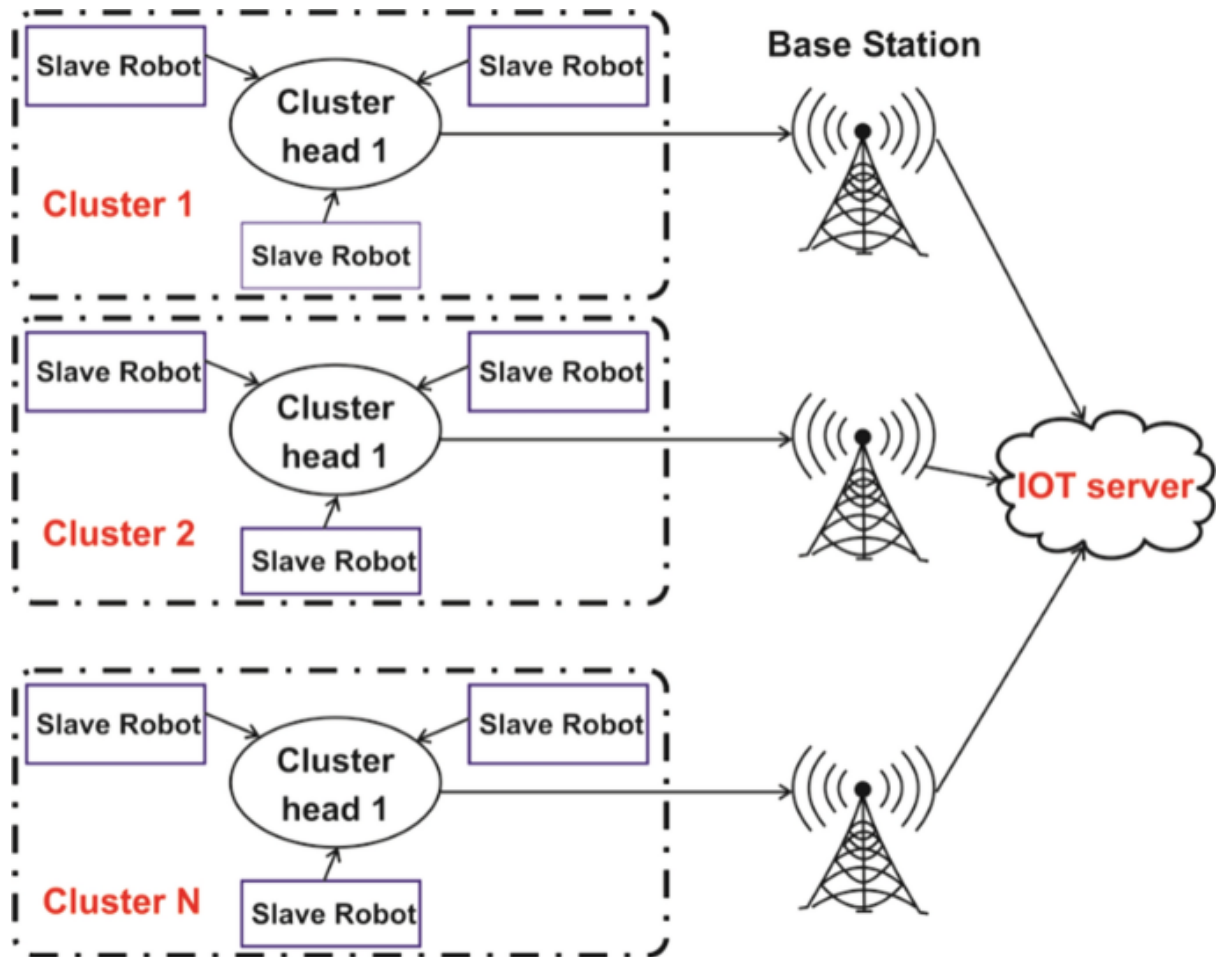 Slave Robot
Slave Robot
Cluster
head 1
Cluster 1
Slave Robot
Base Station
Slave Robot
Slave Robot
Cluster
head 1
Cluster 2
Slave Robot
IOT server
Slave Robot
Slave Robot
Cluster
head 1
Cluster N
Slave Robot